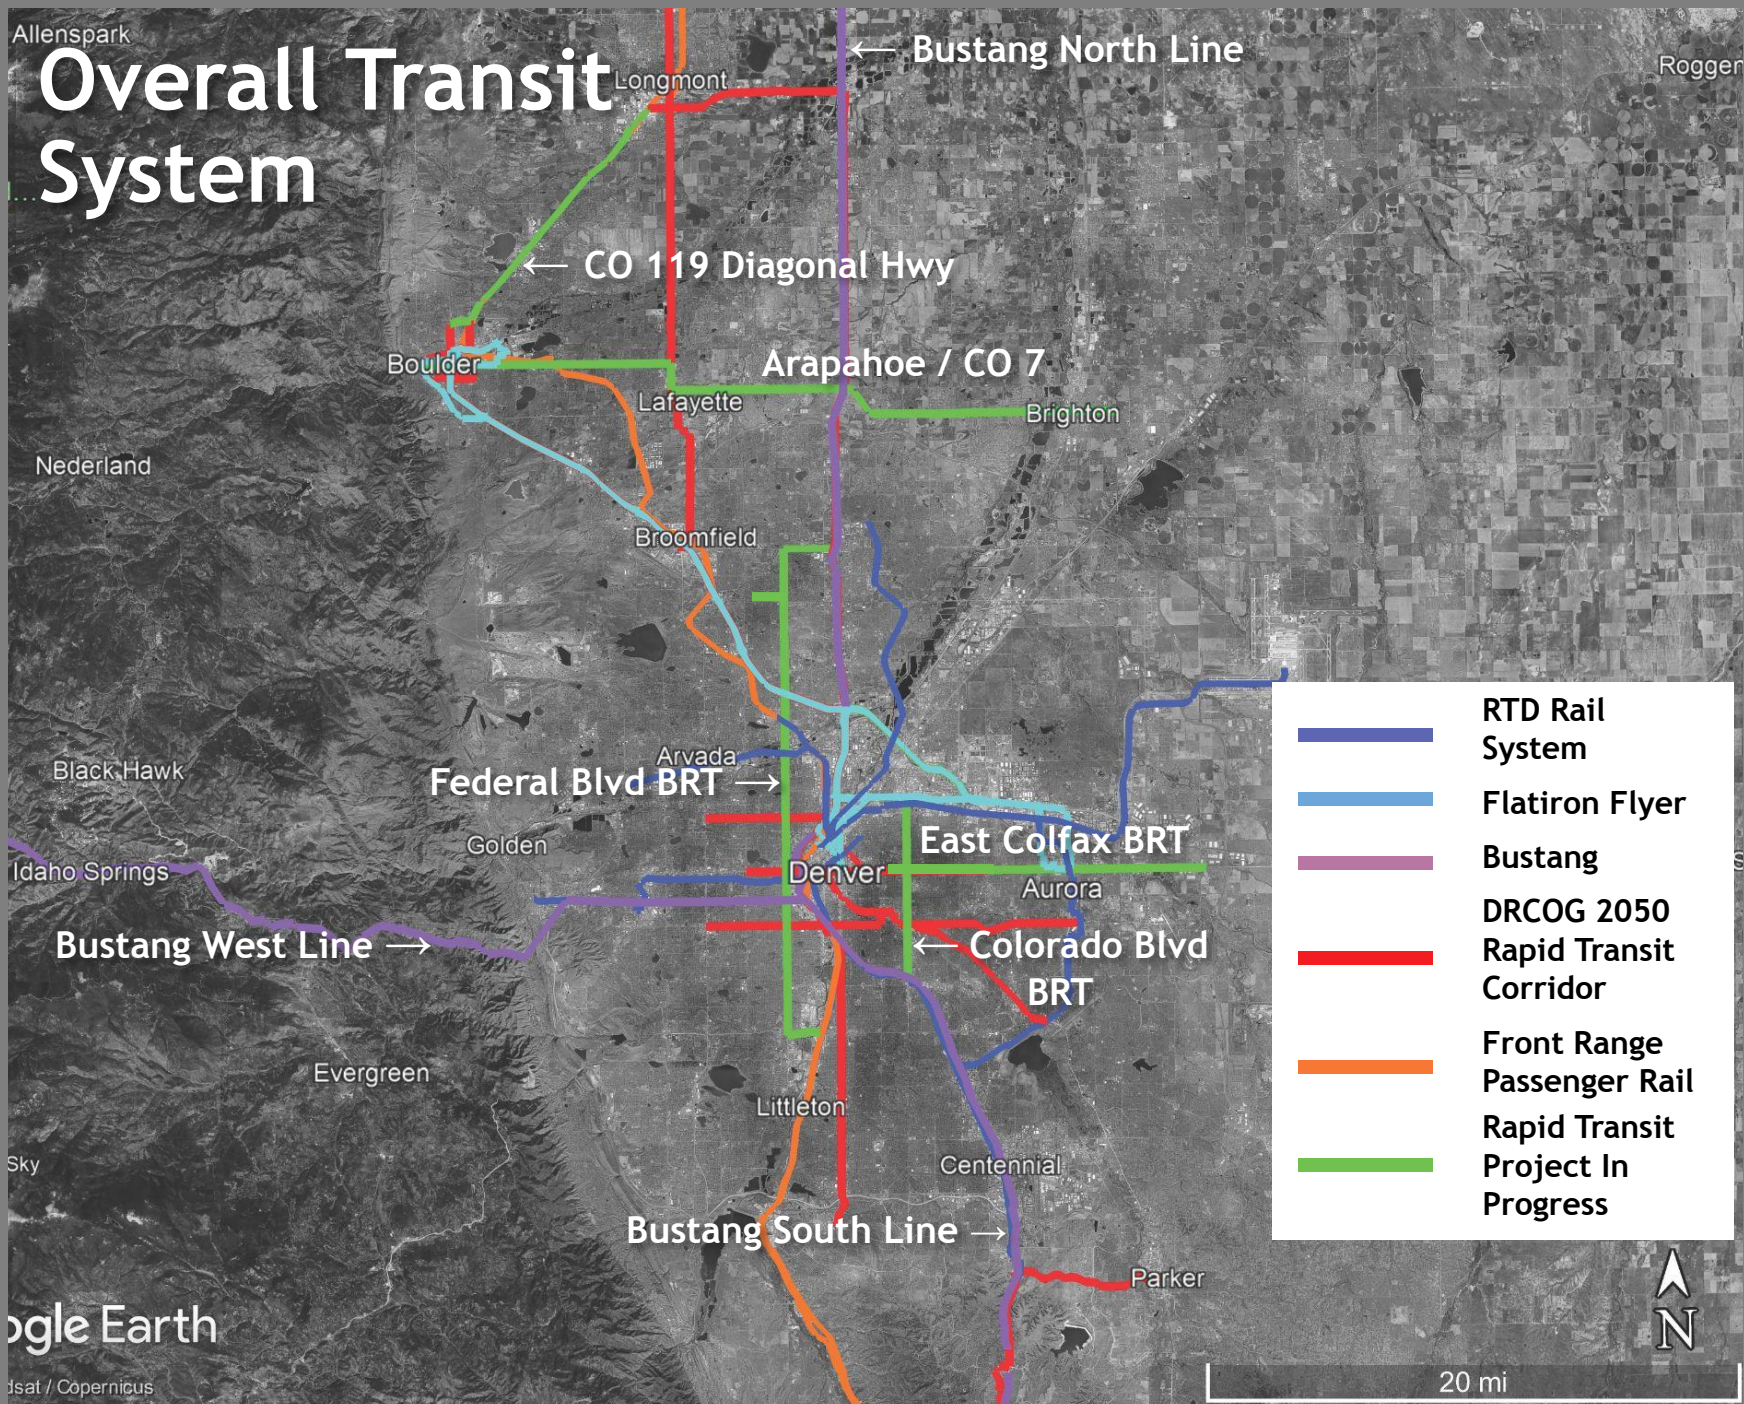 Allenspark
Overall Transit
System
Longmont
← Bustang North Line
← CO 119 Diagonal Hwy
Boulder
Arapahoe / CO 7
Lafayette
Brighton
Nederland
Broomfield
Arvada
Black Hawk
Federal Blvd BRT →
Golden
East Colfax BRT
Idaho Springs
Denver
Aurora
Bustang West Line →
← Colorado Blvd
BRT
Evergreen
Littleton
Sky
Centennial
Bustang South Line →
Parker
RTD Rail
System
Flatiron Flyer
Bustang
DRCOG 2050
Rapid Transit
Corridor
Front Range
Passenger Rail
Rapid Transit
Project In
Progress
N
20 mi
ogle Earth
dsat / Copernicus